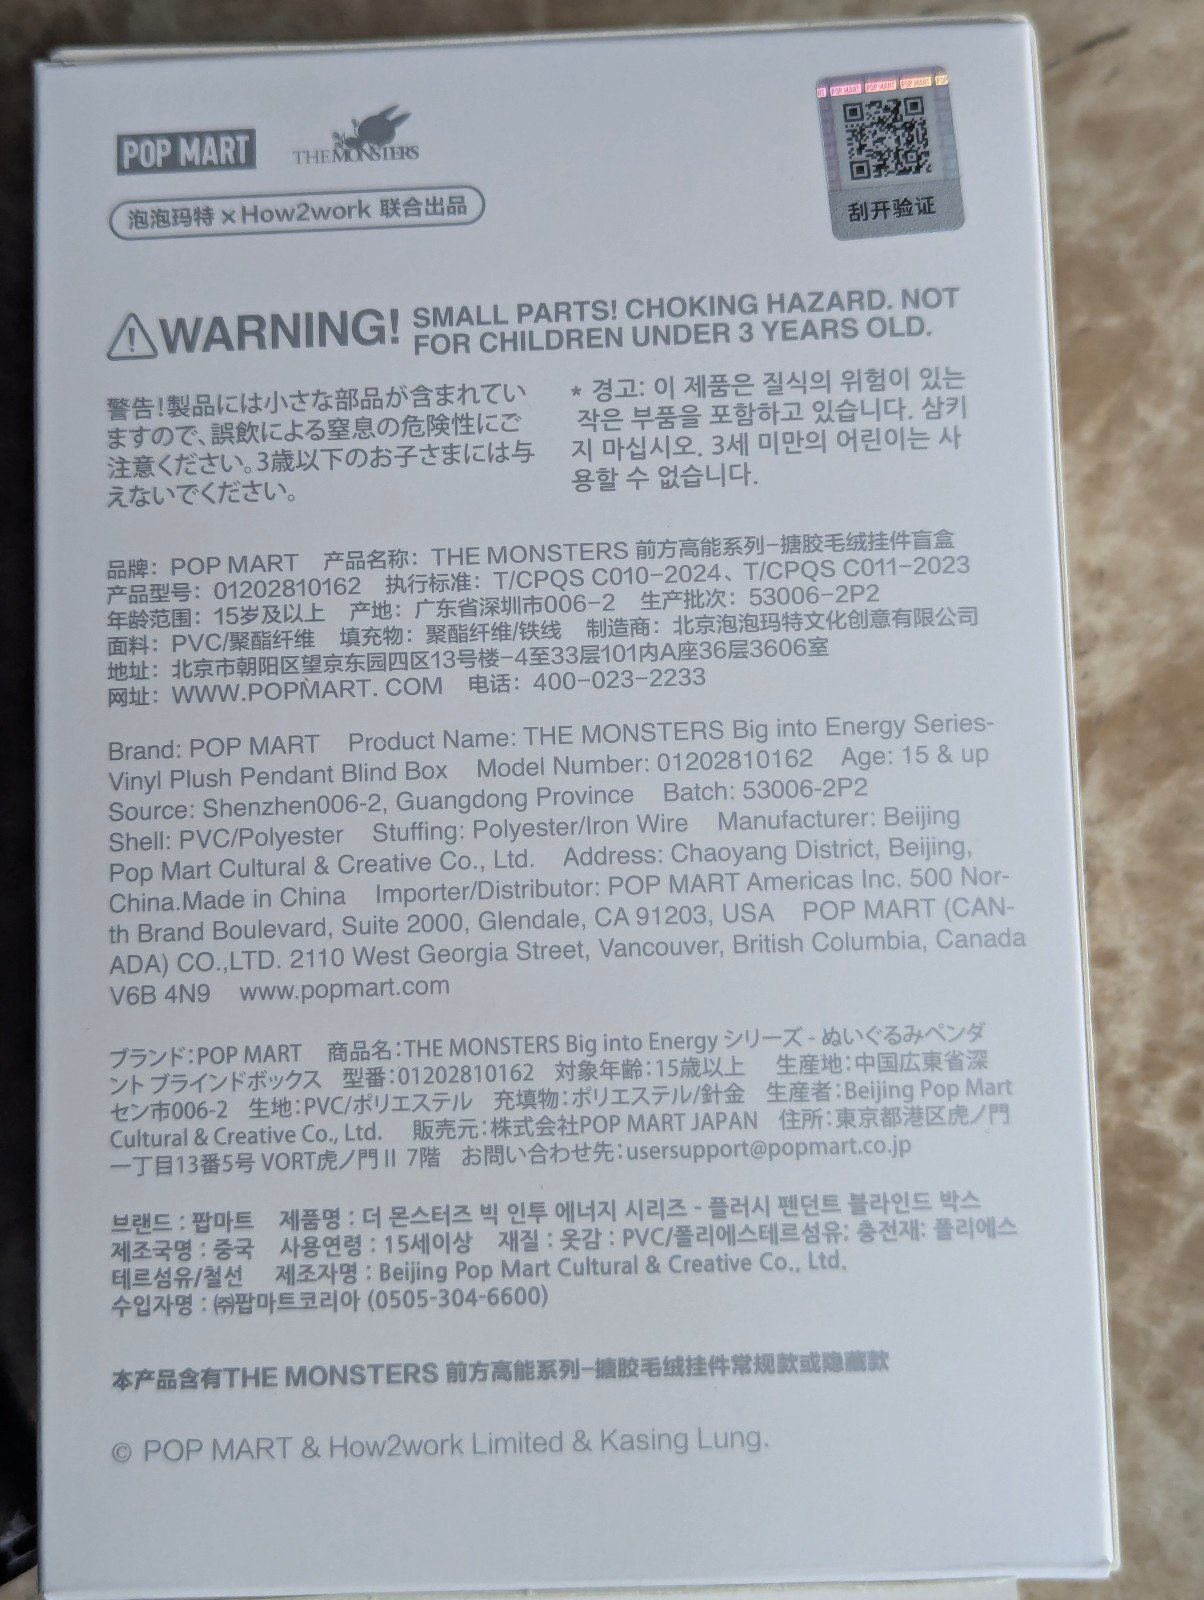 POP MART
THE MONSTERS
泡泡玛特 × How2work 联合出品
POP MART POP MART POP MART
刮开验证
WARNING! SMALL PARTS! CHOKING HAZARD. NOT
FOR CHILDREN UNDER 3 YEARS OLD.
警告!製品には小さな部品が含まれてい
ますので、誤飲による窒息の危険性にご
注意ください。3歳以下のお子さまには与
えないでください。
* 경고: 이 제품은 질식의 위험이 있는
작은 부품을 포함하고 있습니다. 삼키
지 마십시오. 3세 미만의 어린이는 사
용할 수 없습니다.
品牌: POP MART 产品名称: THE MONSTERS 前方高能系列-搪胶毛绒挂件盲盒
产品型号: 01202810162 执行标准: T/CPQS C010-2024、T/CPQS C011-2023
年龄范围: 15岁及以上 产地: 广东省深圳市006-2 生产批次: 53006-2P2
面料: PVC/聚酯纤维 填充物: 聚酯纤维/铁线 制造商: 北京泡泡玛特文化创意有限公司
地址: 北京市朝阳区望京东园四区13号楼-4至33层101内A座36层3606室
网址: WWW.POPMART. COM 电话: 400-023-2233
Brand: POP MART Product Name: THE MONSTERS Big into Energy Series-
Vinyl Plush Pendant Blind Box Model Number: 01202810162 Age: 15 & up
Source: Shenzhen006-2, Guangdong Province Batch: 53006-2P2
Shell: PVC/Polyester Stuffing: Polyester/Iron Wire Manufacturer: Beijing
Pop Mart Cultural & Creative Co., Ltd. Address: Chaoyang District, Beijing,
China.Made in China Importer/Distributor: POP MART Americas Inc. 500 Nor-
th Brand Boulevard, Suite 2000, Glendale, CA 91203, USA POP MART (CAN-
ADA) CO.,LTD. 2110 West Georgia Street, Vancouver, British Columbia, Canada
V6B 4N9 www.popmart.com
ブランド:POP MART 商品名:THE MONSTERS Big into Energy シリーズ - ぬいぐるみペンダ
ント ブラインドボックス 型番:01202810162 対象年齢:15歳以上 生産地:中国広東省深
セン市006-2 生地:PVC/ポリエステル 充填物:ポリエステル/針金 生産者:Beijing Pop Mart
Cultural & Creative Co., Ltd. 販売元:株式会社POP MART JAPAN 住所:東京都港区虎ノ門
一丁目13番5号 VORT虎ノ門Ⅱ 7階 お問い合わせ先:usersupport@popmart.co.jp
브랜드 : 팝마트 제품명 : 더 몬스터즈 빅 인투 에너지 시리즈 - 플러시 펜던트 블라인드 박스
제조국명 : 중국 사용연령 : 15세이상 재질 : 옷감 : PVC/폴리에스테르섬유; 충전재: 폴리에스
테르섬유/철선 제조자명 : Beijing Pop Mart Cultural & Creative Co., Ltd.
수입자명 : ㈜팝마트코리아 (0505-304-6600)
本产品含有THE MONSTERS 前方高能系列-搪胶毛绒挂件常规款或隐藏款
© POP MART & How2work Limited & Kasing Lung.